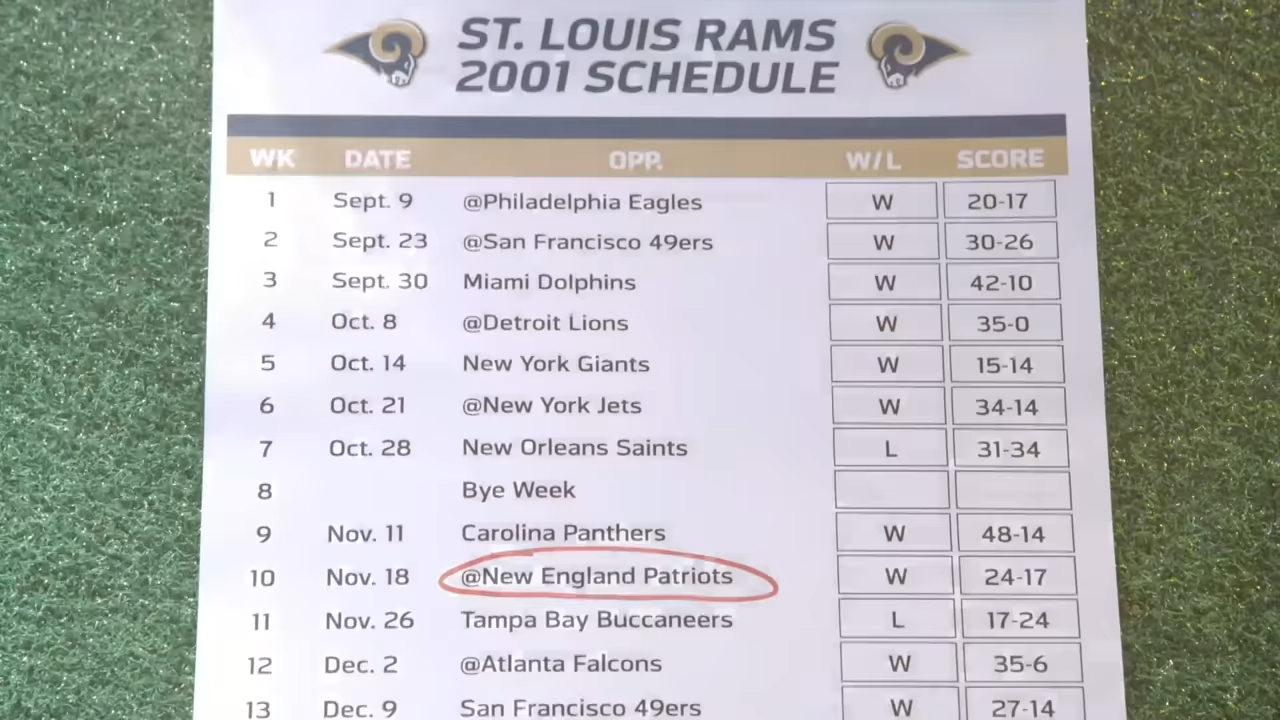 ST. LOUIS RAMS
2001 SCHEDULE
WK DATE OPP. W/L SCORE
1 Sept. 9 @Philadelphia Eagles W 20-17
2 Sept. 23 @San Francisco 49ers W 30-26
3 Sept. 30 Miami Dolphins W 42-10
4 Oct. 8 @Detroit Lions W 35-0
5 Oct. 14 New York Giants W 15-14
6 Oct. 21 @New York Jets W 34-14
7 Oct. 28 New Orleans Saints L 31-34
8 Bye Week
9 Nov. 11 Carolina Panthers W 48-14
10 Nov. 18 @New England Patriots W 24-17
11 Nov. 26 Tampa Bay Buccaneers L 17-24
12 Dec. 2 @Atlanta Falcons W 35-6
13 Dec. 9 San Francisco 49ers W 27-14